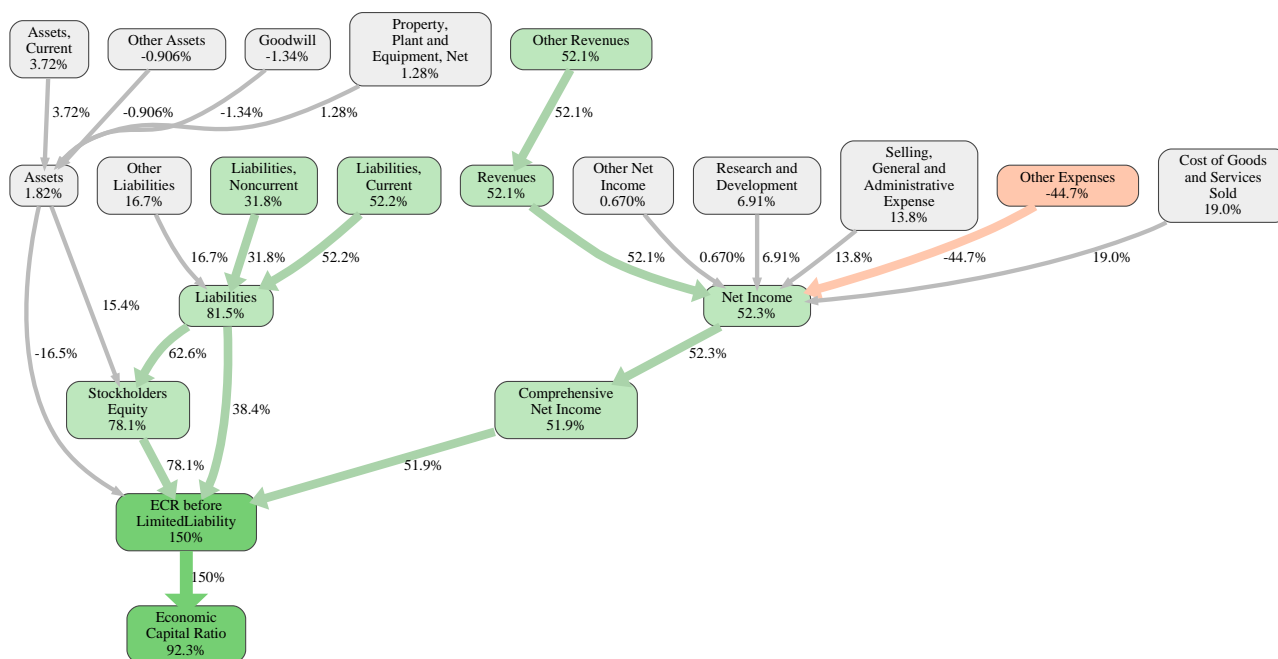 Assets,
Current
3.72%
Other Assets
-0.906%
Goodwill
-1.34%
Property,
Plant and
Equipment, Net
1.28%
Other Revenues
52.1%
3.72%
-0.906%
-1.34%
1.28%
52.1%
Assets
1.82%
Other
Liabilities
16.7%
Liabilities,
Noncurrent
31.8%
Liabilities,
Current
52.2%
Revenues
52.1%
Other Net
Income
0.670%
Research and
Development
6.91%
Selling,
General and
Administrative
Expense
13.8%
Other Expenses
-44.7%
Cost of Goods
and Services
Sold
19.0%
16.7%
31.8%
52.2%
52.1%
0.670%
6.91%
13.8%
-44.7%
19.0%
15.4%
Liabilities
81.5%
Net Income
52.3%
-16.5%
62.6%
52.3%
Stockholders
Equity
78.1%
38.4%
Comprehensive
Net Income
51.9%
78.1%
51.9%
ECR before
LimitedLiability
150%
150%
Economic
Capital Ratio
92.3%